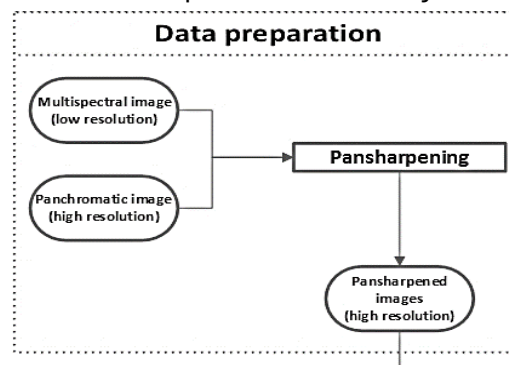 Data preparation
Multispectral image
(low resolution)
Panchromatic image
(high resolution)
Pansharpening
Pansharpened
images
(high resolution)